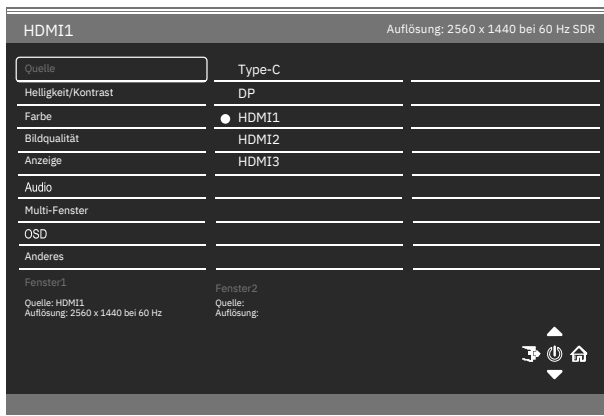 HDMI1
Auflösung: 2560 x 1440 bei 60 Hz SDR
Quelle
Type-C
Helligkeit/Kontrast
DP
Farbe
HDMI1
Bildqualität
HDMI2
Anzeige
HDMI3
Audio
Multi-Fenster
OSD
Anderes
Fenster1
Quelle: HDMI1
Auflösung: 2560 x 1440 bei 60 Hz
Fenster2
Quelle:
Auflösung: